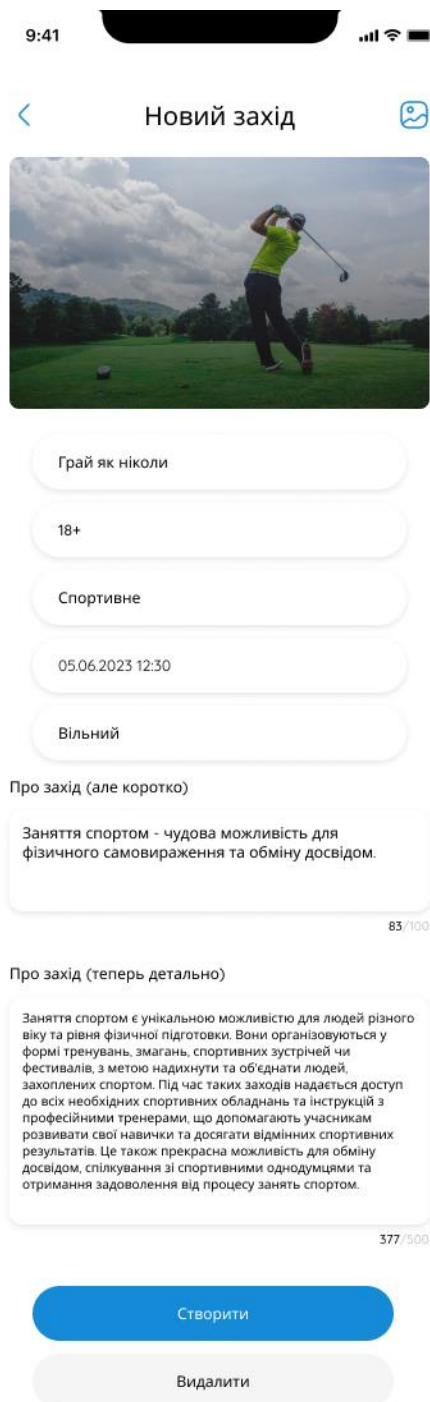 9:41
Новий захід
Грай як ніколи
18+
Спортивне
05.06.2023 12:30
Вільний
Про захід (але коротко)
Заняття спортом - чудова можливість для
фізичного самовираження та обміну досвідом.
83/100
Про захід (теперь детально)
Заняття спортом є унікальною можливістю для людей різного
віку та рівня фізичної підготовки. Вони організовуються у
формі тренувань, змагань, спортивних зустрічей чи
фестивалів, з метою надихнути та об'єднати людей,
захоплених спортом. Під час таких заходів надається доступ
до всіх необхідних спортивних обладнань та інструкцій з
професійними тренерами, що допомагають учасникам
розвивати свої навички та досягати відмінних спортивних
результатів. Це також прекрасна можливість для обміну
досвідом, спілкування зі спортивними однодумцями та
отримання задоволення від процесу занять спортом.
377/500
Створити
Видалити